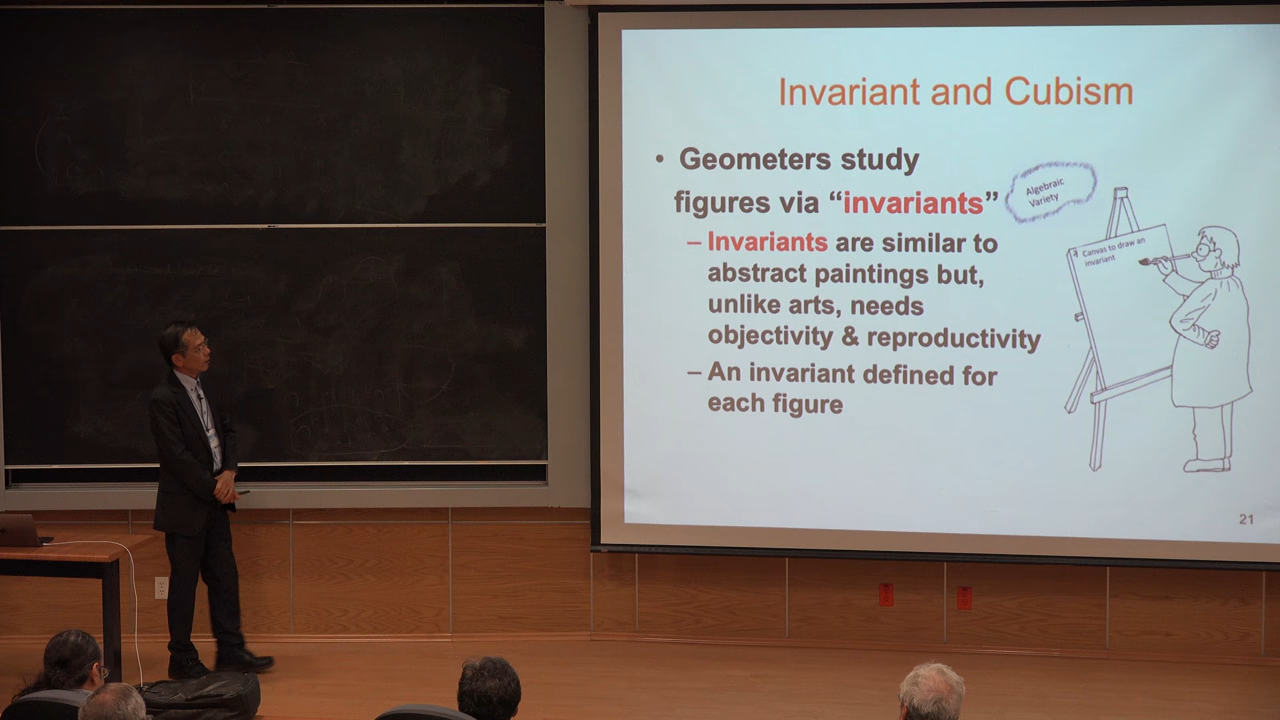 Invariant and Cubism
• Geometers study
figures via “invariants”
– Invariants are similar to
abstract paintings but,
unlike arts, needs
objectivity & reproductivity
– An invariant defined for
each figure
Algebraic
Variety
Canvas to draw an
invariant
21